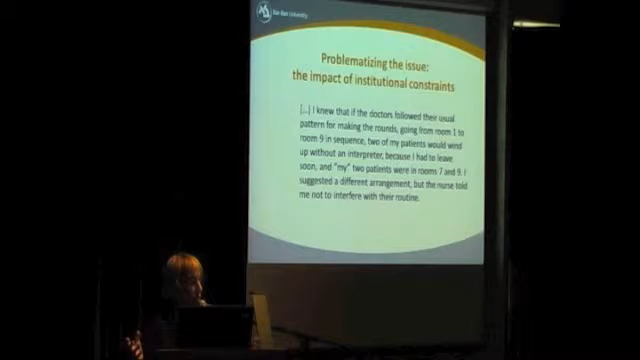 Bar-Ilan University
Problematizing the issue:
the impact of institutional constraints
[...] I knew that if the doctors followed their usual
pattern for making the rounds, going from room 1 to
room 9 in sequence, two of my patients would wind
up without an interpreter, because I had to leave
soon, and "my" two patients were in rooms 7 and 9. I
suggested a different arrangement, but the nurse told
me not to interfere with their routine.